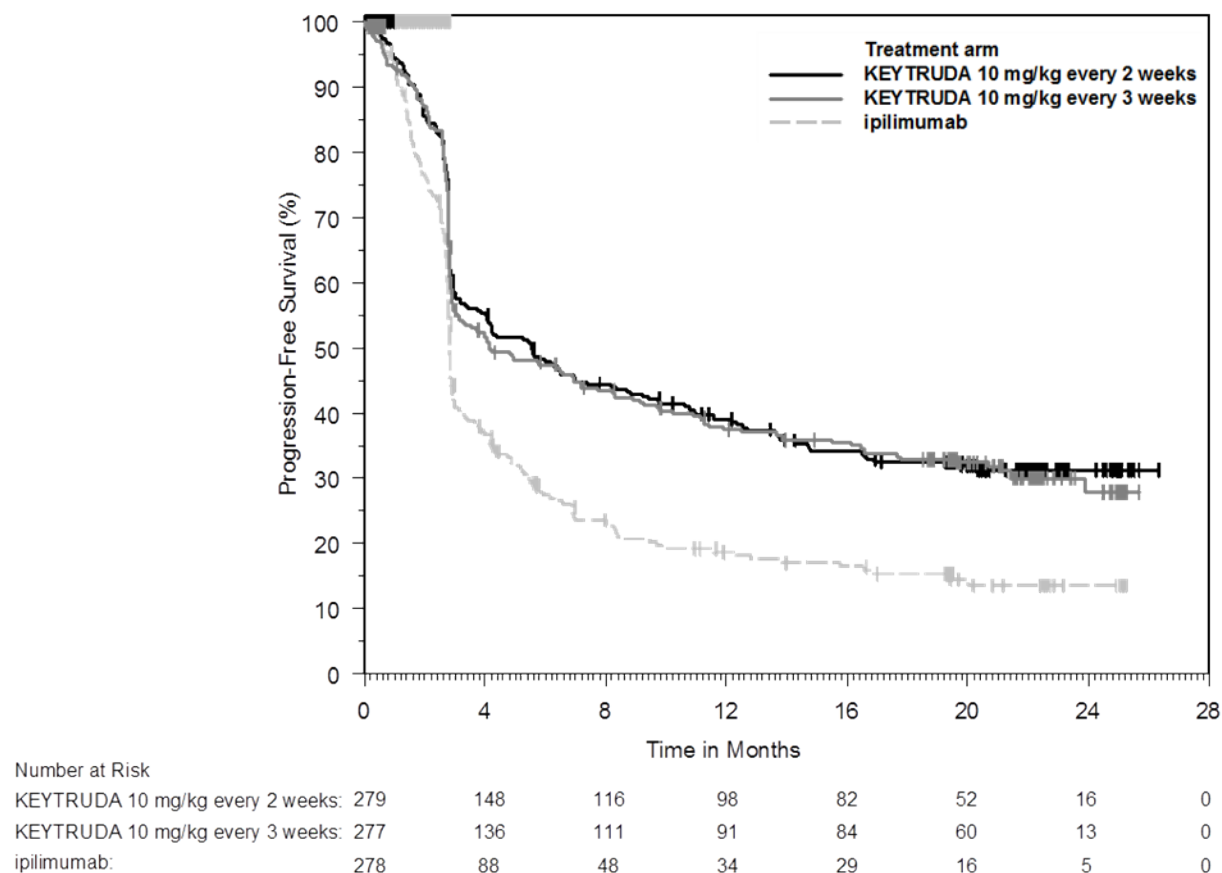 100
90
80
70
60
50
40
30
20
10
0
Progression-Free Survival (%)
Treatment arm
KEYTRUDA 10 mg/kg every 2 weeks
KEYTRUDA 10 mg/kg every 3 weeks
ipilimumab
0 4 8 12 16 20 24 28
Time in Months
Number at Risk
KEYTRUDA 10 mg/kg every 2 weeks: 279 148 116 98 82 52 16 0
KEYTRUDA 10 mg/kg every 3 weeks: 277 136 111 91 84 60 13 0
ipilimumab: 278 88 48 34 29 16 5 0